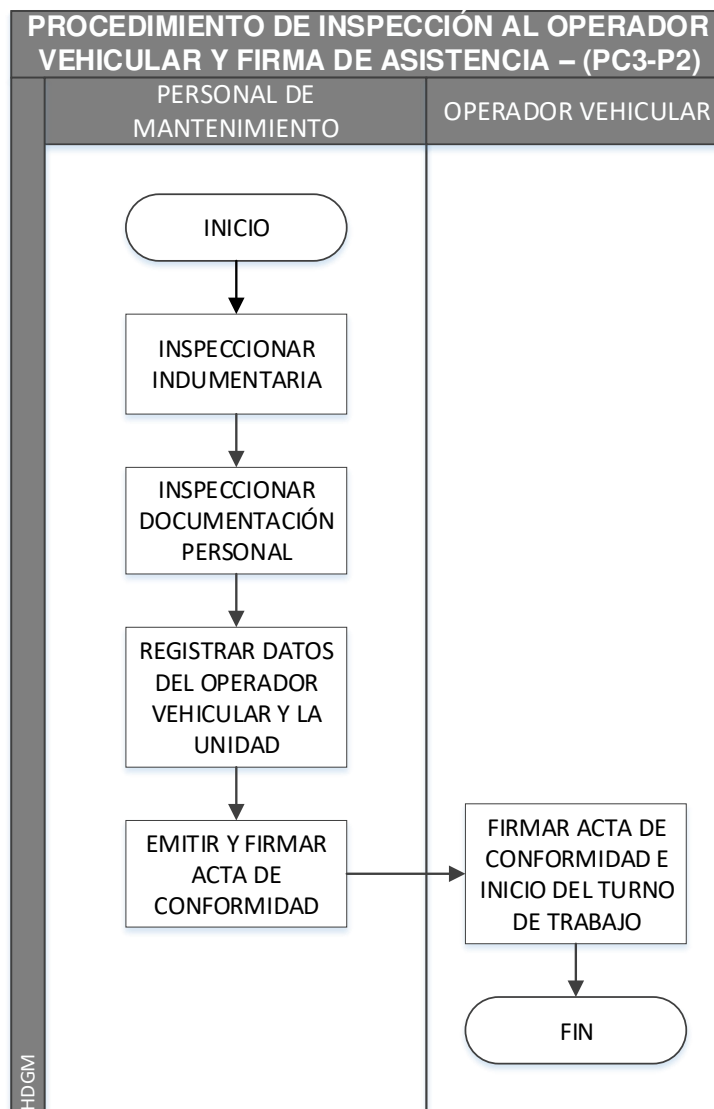 PROCEDIMIENTO DE INSPECCIÓN AL OPERADOR
VEHICULAR Y FIRMA DE ASISTENCIA – (PC3-P2)
PERSONAL DE
MANTENIMIENTO
OPERADOR VEHICULAR
INICIO
INSPECCIONAR
INDUMENTARIA
INSPECCIONAR
DOCUMENTACIÓN
PERSONAL
REGISTRAR DATOS
DEL OPERADOR
VEHICULAR Y LA
UNIDAD
EMITIR Y FIRMAR
ACTA DE
CONFORMIDAD
FIRMAR ACTA DE
CONFORMIDAD E
INICIO DEL TURNO
DE TRABAJO
FIN
HDGM